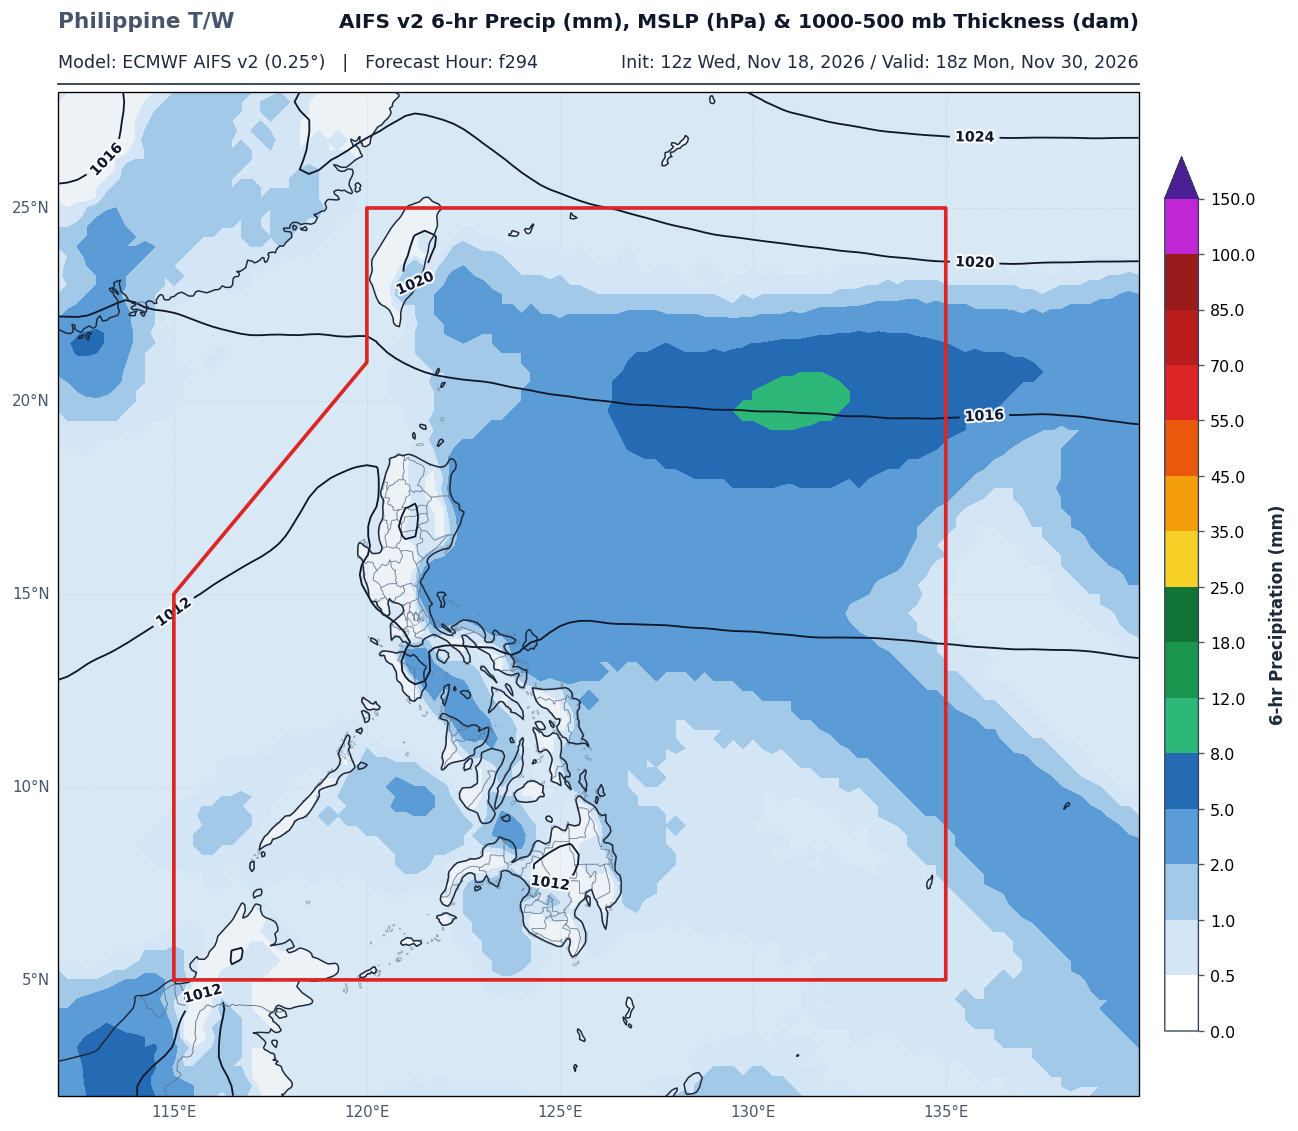 Philippine T/W
AIFS v2 6-hr Precip (mm), MSLP (hPa) & 1000-500 mb Thickness (dam)
Model: ECMWF AIFS v2 (0.25°) | Forecast Hour: f294
Init: 12z Wed, Nov 18, 2026 / Valid: 18z Mon, Nov 30, 2026
1024
1016
25°N
1020
1020
20°N
1016
15°N
1012
10°N
1012
5°N
1012
115°E
120°E
125°E
130°E
135°E
150.0
100.0
85.0
70.0
55.0
45.0
35.0
25.0
18.0
12.0
8.0
5.0
2.0
1.0
0.5
0.0
6-hr Precipitation (mm)